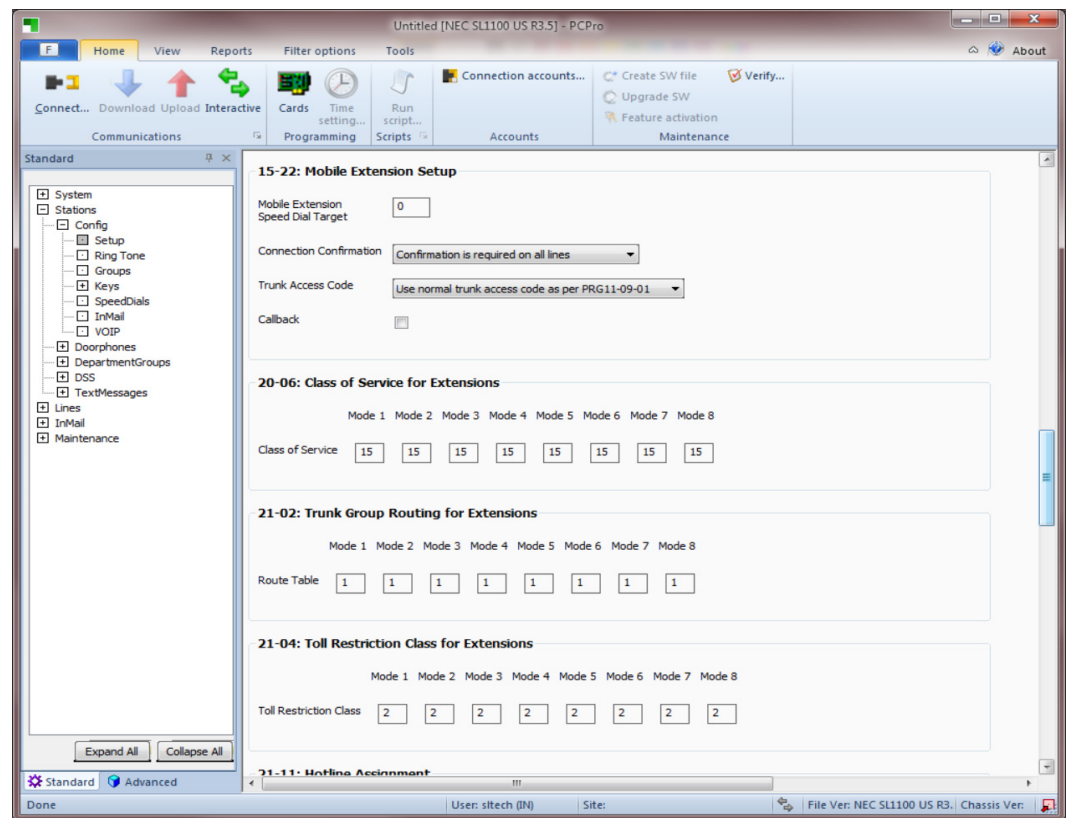 Untitled [NEC SL1100 US R3.5] - PCPro
F Home View Reports Filter options Tools About
Connect... Download Upload Interactive Cards Time setting... Run script... Connection accounts... Create SW file Verify...
Upgrade SW
Feature activation
Communications Programming Scripts Accounts Maintenance
Standard
System
Stations
Config
Setup
Ring Tone
Groups
Keys
SpeedDials
InMail
VOIP
Doorphones
DepartmentGroups
DSS
TextMessages
Lines
InMail
Maintenance
Expand All Collapse All
Standard Advanced
15-22: Mobile Extension Setup
Mobile Extension
Speed Dial Target 0
Connection Confirmation Confirmation is required on all lines
Trunk Access Code Use normal trunk access code as per PRG11-09-01
Callback
20-06: Class of Service for Extensions
Mode 1 Mode 2 Mode 3 Mode 4 Mode 5 Mode 6 Mode 7 Mode 8
Class of Service 15 15 15 15 15 15 15 15
21-02: Trunk Group Routing for Extensions
Mode 1 Mode 2 Mode 3 Mode 4 Mode 5 Mode 6 Mode 7 Mode 8
Route Table 1 1 1 1 1 1 1 1
21-04: Toll Restriction Class for Extensions
Mode 1 Mode 2 Mode 3 Mode 4 Mode 5 Mode 6 Mode 7 Mode 8
Toll Restriction Class 2 2 2 2 2 2 2 2
21-11: Hotline Assignment
Done User: sltech (IN) Site: File Ver: NEC SL1100 US R3. Chassis Ver: